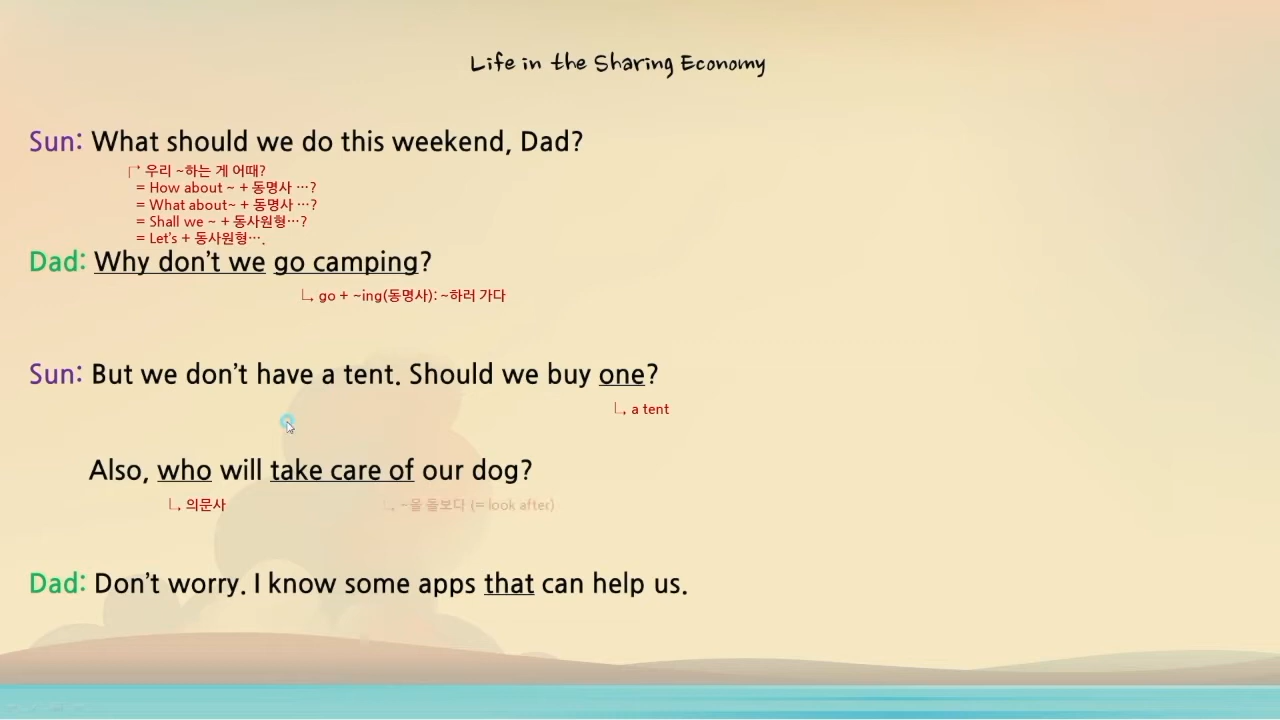 Life in the Sharing Economy
Sun: What should we do this weekend, Dad?
우리 ~하는 게 어때?
= How about ~ + 동명사 …?
= What about~ + 동명사 …?
= Shall we ~ + 동사원형…?
= Let's + 동사원형….
Dad: Why don't we go camping?
go + ~ing(동명사): ~하러 가다
Sun: But we don't have a tent. Should we buy one?
a tent
Also, who will take care of our dog?
의문사 ~을 돌보다 (= look after)
Dad: Don't worry. I know some apps that can help us.